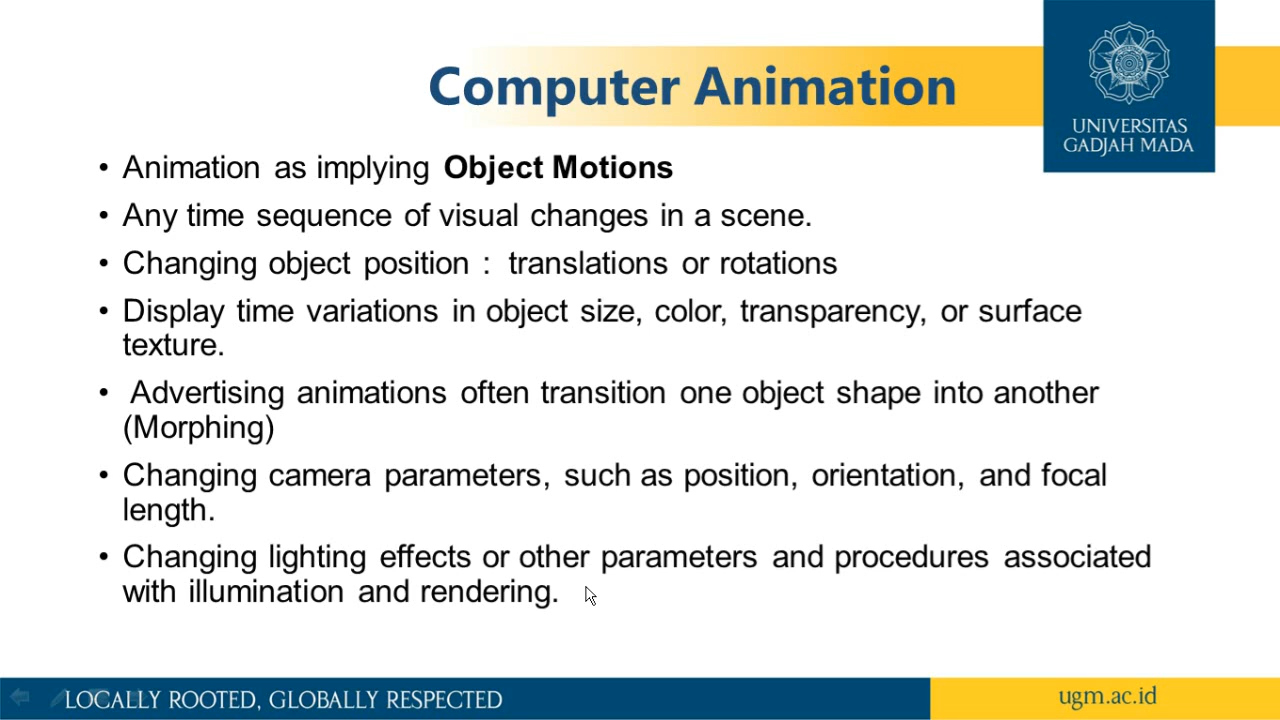 Computer Animation
UNIVERSITAS
GADJAH MADA
• Animation as implying Object Motions
• Any time sequence of visual changes in a scene.
• Changing object position : translations or rotations
• Display time variations in object size, color, transparency, or surface
texture.
• Advertising animations often transition one object shape into another
(Morphing)
• Changing camera parameters, such as position, orientation, and focal
length.
• Changing lighting effects or other parameters and procedures associated
with illumination and rendering.
LOCALLY ROOTED, GLOBALLY RESPECTED
ugm.ac.id